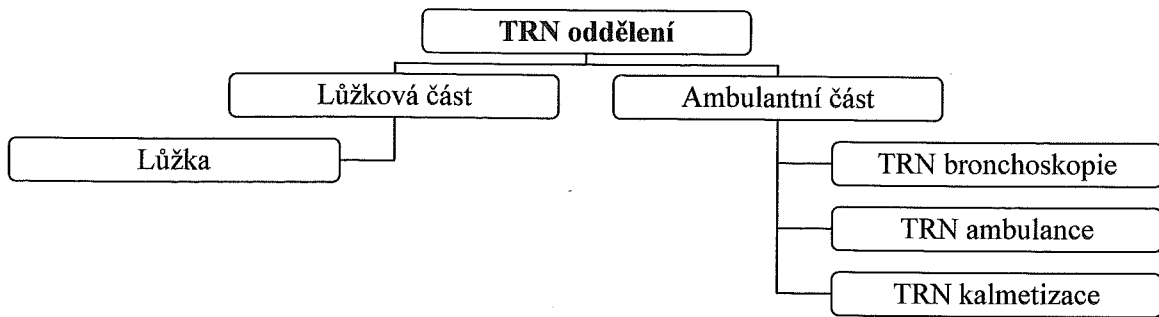 TRN oddělení
Lůžková část
Ambulantní část
Lůžka
TRN bronchoskopie
TRN ambulance
TRN kalmetizace